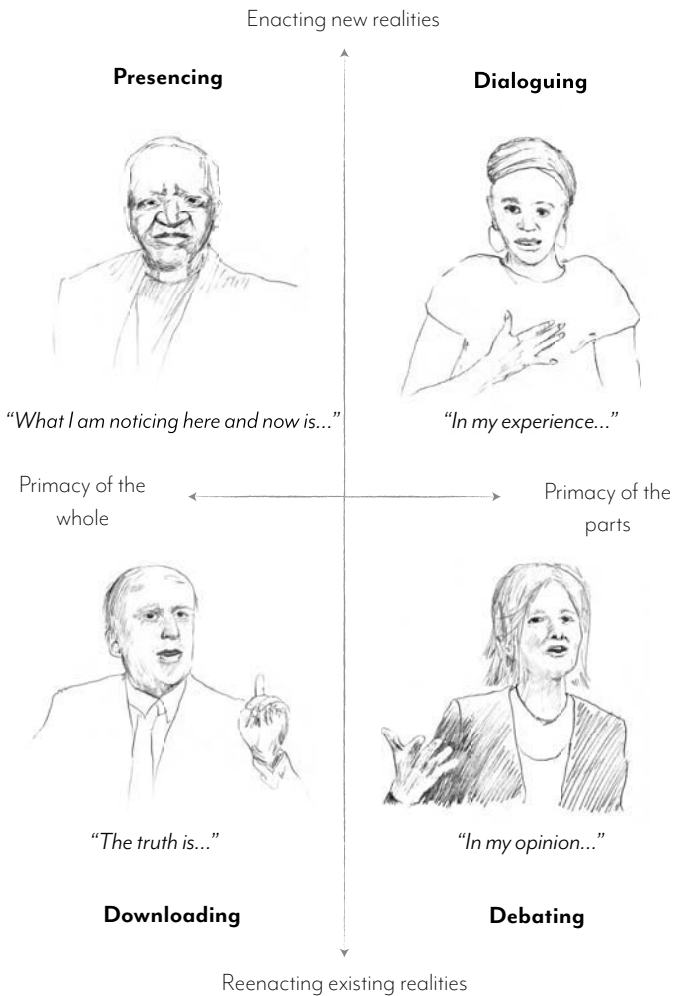 Enacting new realities
Presencing
Dialoguing
“What I am noticing here and now is...”
“In my experience...”
Primacy of the
whole
Primacy of the
parts
“The truth is...”
“In my opinion...”
Downloading
Debating
Reenacting existing realities